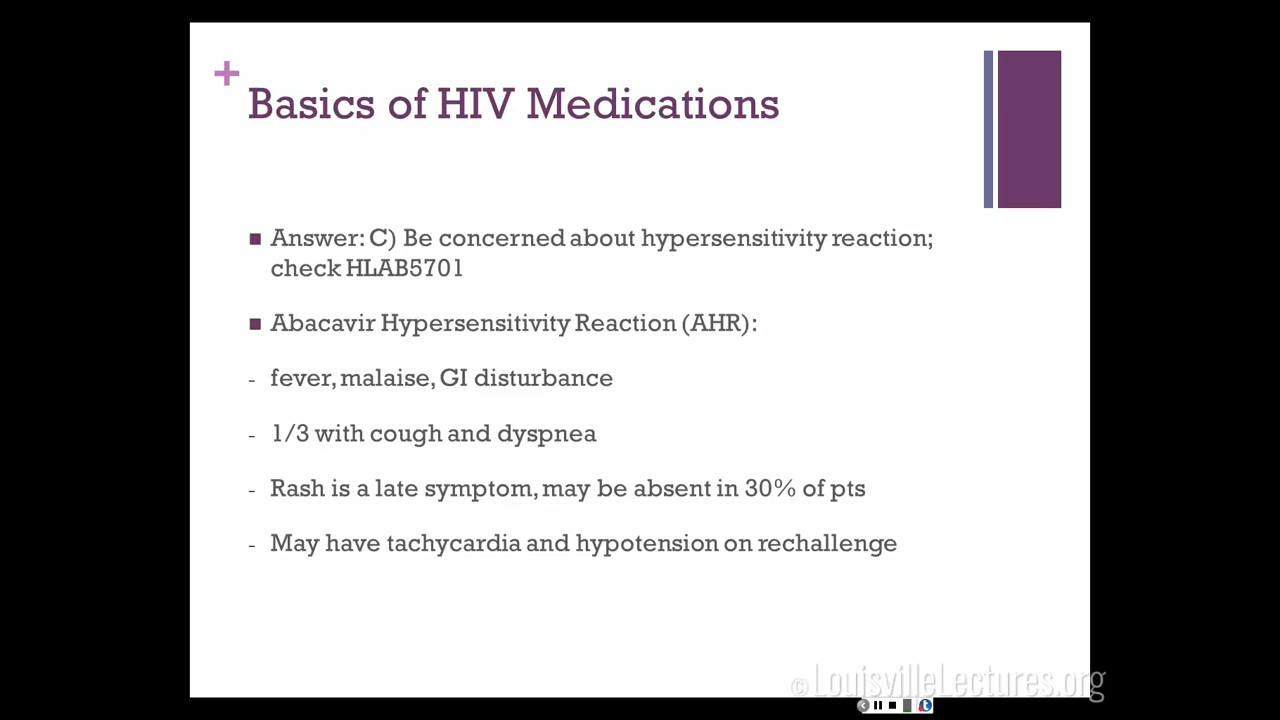 +
Basics of HIV Medications
■ Answer: C) Be concerned about hypersensitivity reaction;
check HLAB5701
■ Abacavir Hypersensitivity Reaction (AHR):
- fever, malaise, GI disturbance
- 1/3 with cough and dyspnea
- Rash is a late symptom, may be absent in 30% of pts
- May have tachycardia and hypotension on rechallenge
© LouisvilleLectures.org